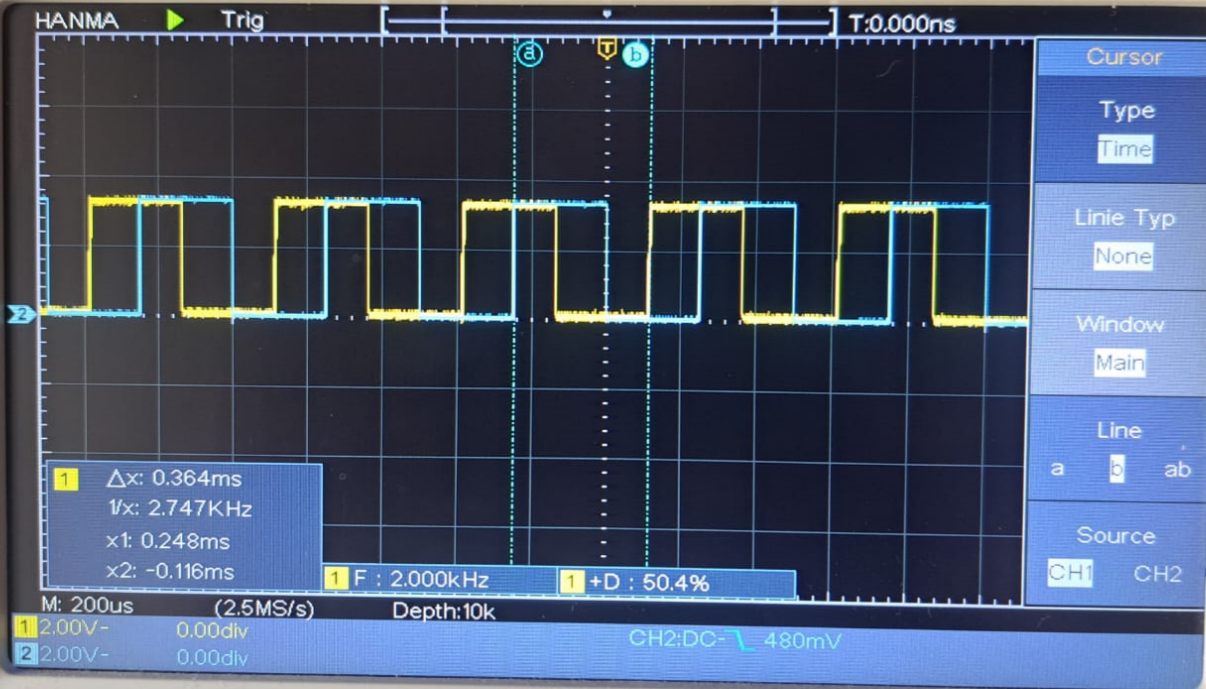 HANMA Trig T:0.000ns
a T b
Cursor
Type
Time
Linie Typ
None
Window
Main
Line
a b ab
Source
CH1 CH2
2
1 △x: 0.364ms
1/x: 2.747KHz
x1: 0.248ms
x2: -0.116ms
1 F : 2.000kHz 1 +D : 50.4%
M: 200us (2.5MS/s) Depth:10k
1 2.00V- 0.00div
CH2:DC- 480mV
2 2.00V- 0.00div